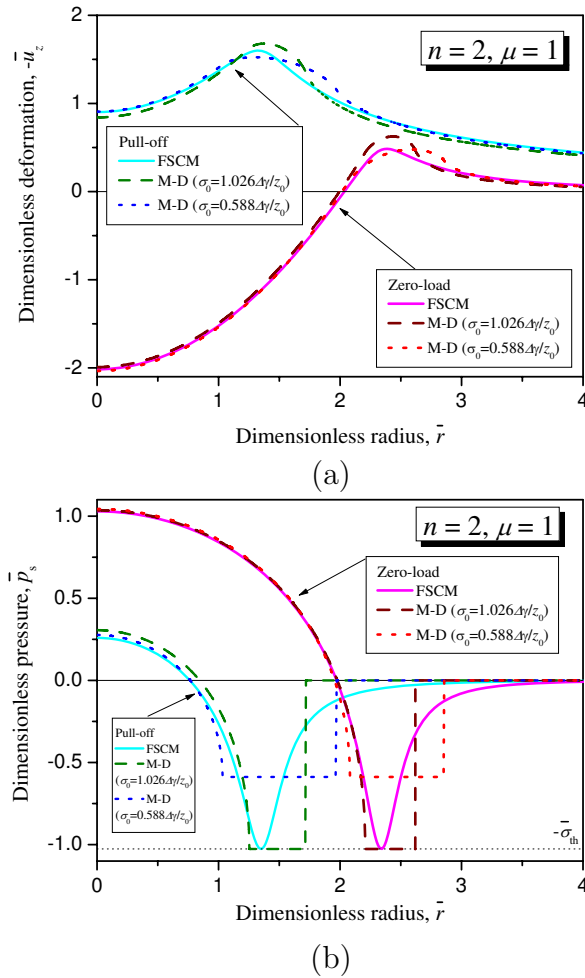 (a)
n = 2, μ = 1
Dimensionless deformation, -u̅z
2
1
0
-1
-2
Pull-off
FSCM
M-D (σ0=1.026Δγ/z0)
M-D (σ0=0.588Δγ/z0)
Zero-load
FSCM
M-D (σ0=1.026Δγ/z0)
M-D (σ0=0.588Δγ/z0)
0 1 2 3 4
Dimensionless radius, r̅
(a)
n = 2, μ = 1
Dimensionless pressure, p̅s
1.0
0.5
0.0
-0.5
-1.0
Zero-load
FSCM
M-D (σ0=1.026Δγ/z0)
M-D (σ0=0.588Δγ/z0)
Pull-off
FSCM
M-D
(σ0=1.026Δγ/z0)
M-D
(σ0=0.588Δγ/z0)
-σ̅th
0 1 2 3 4
Dimensionless radius, r̅
(b)